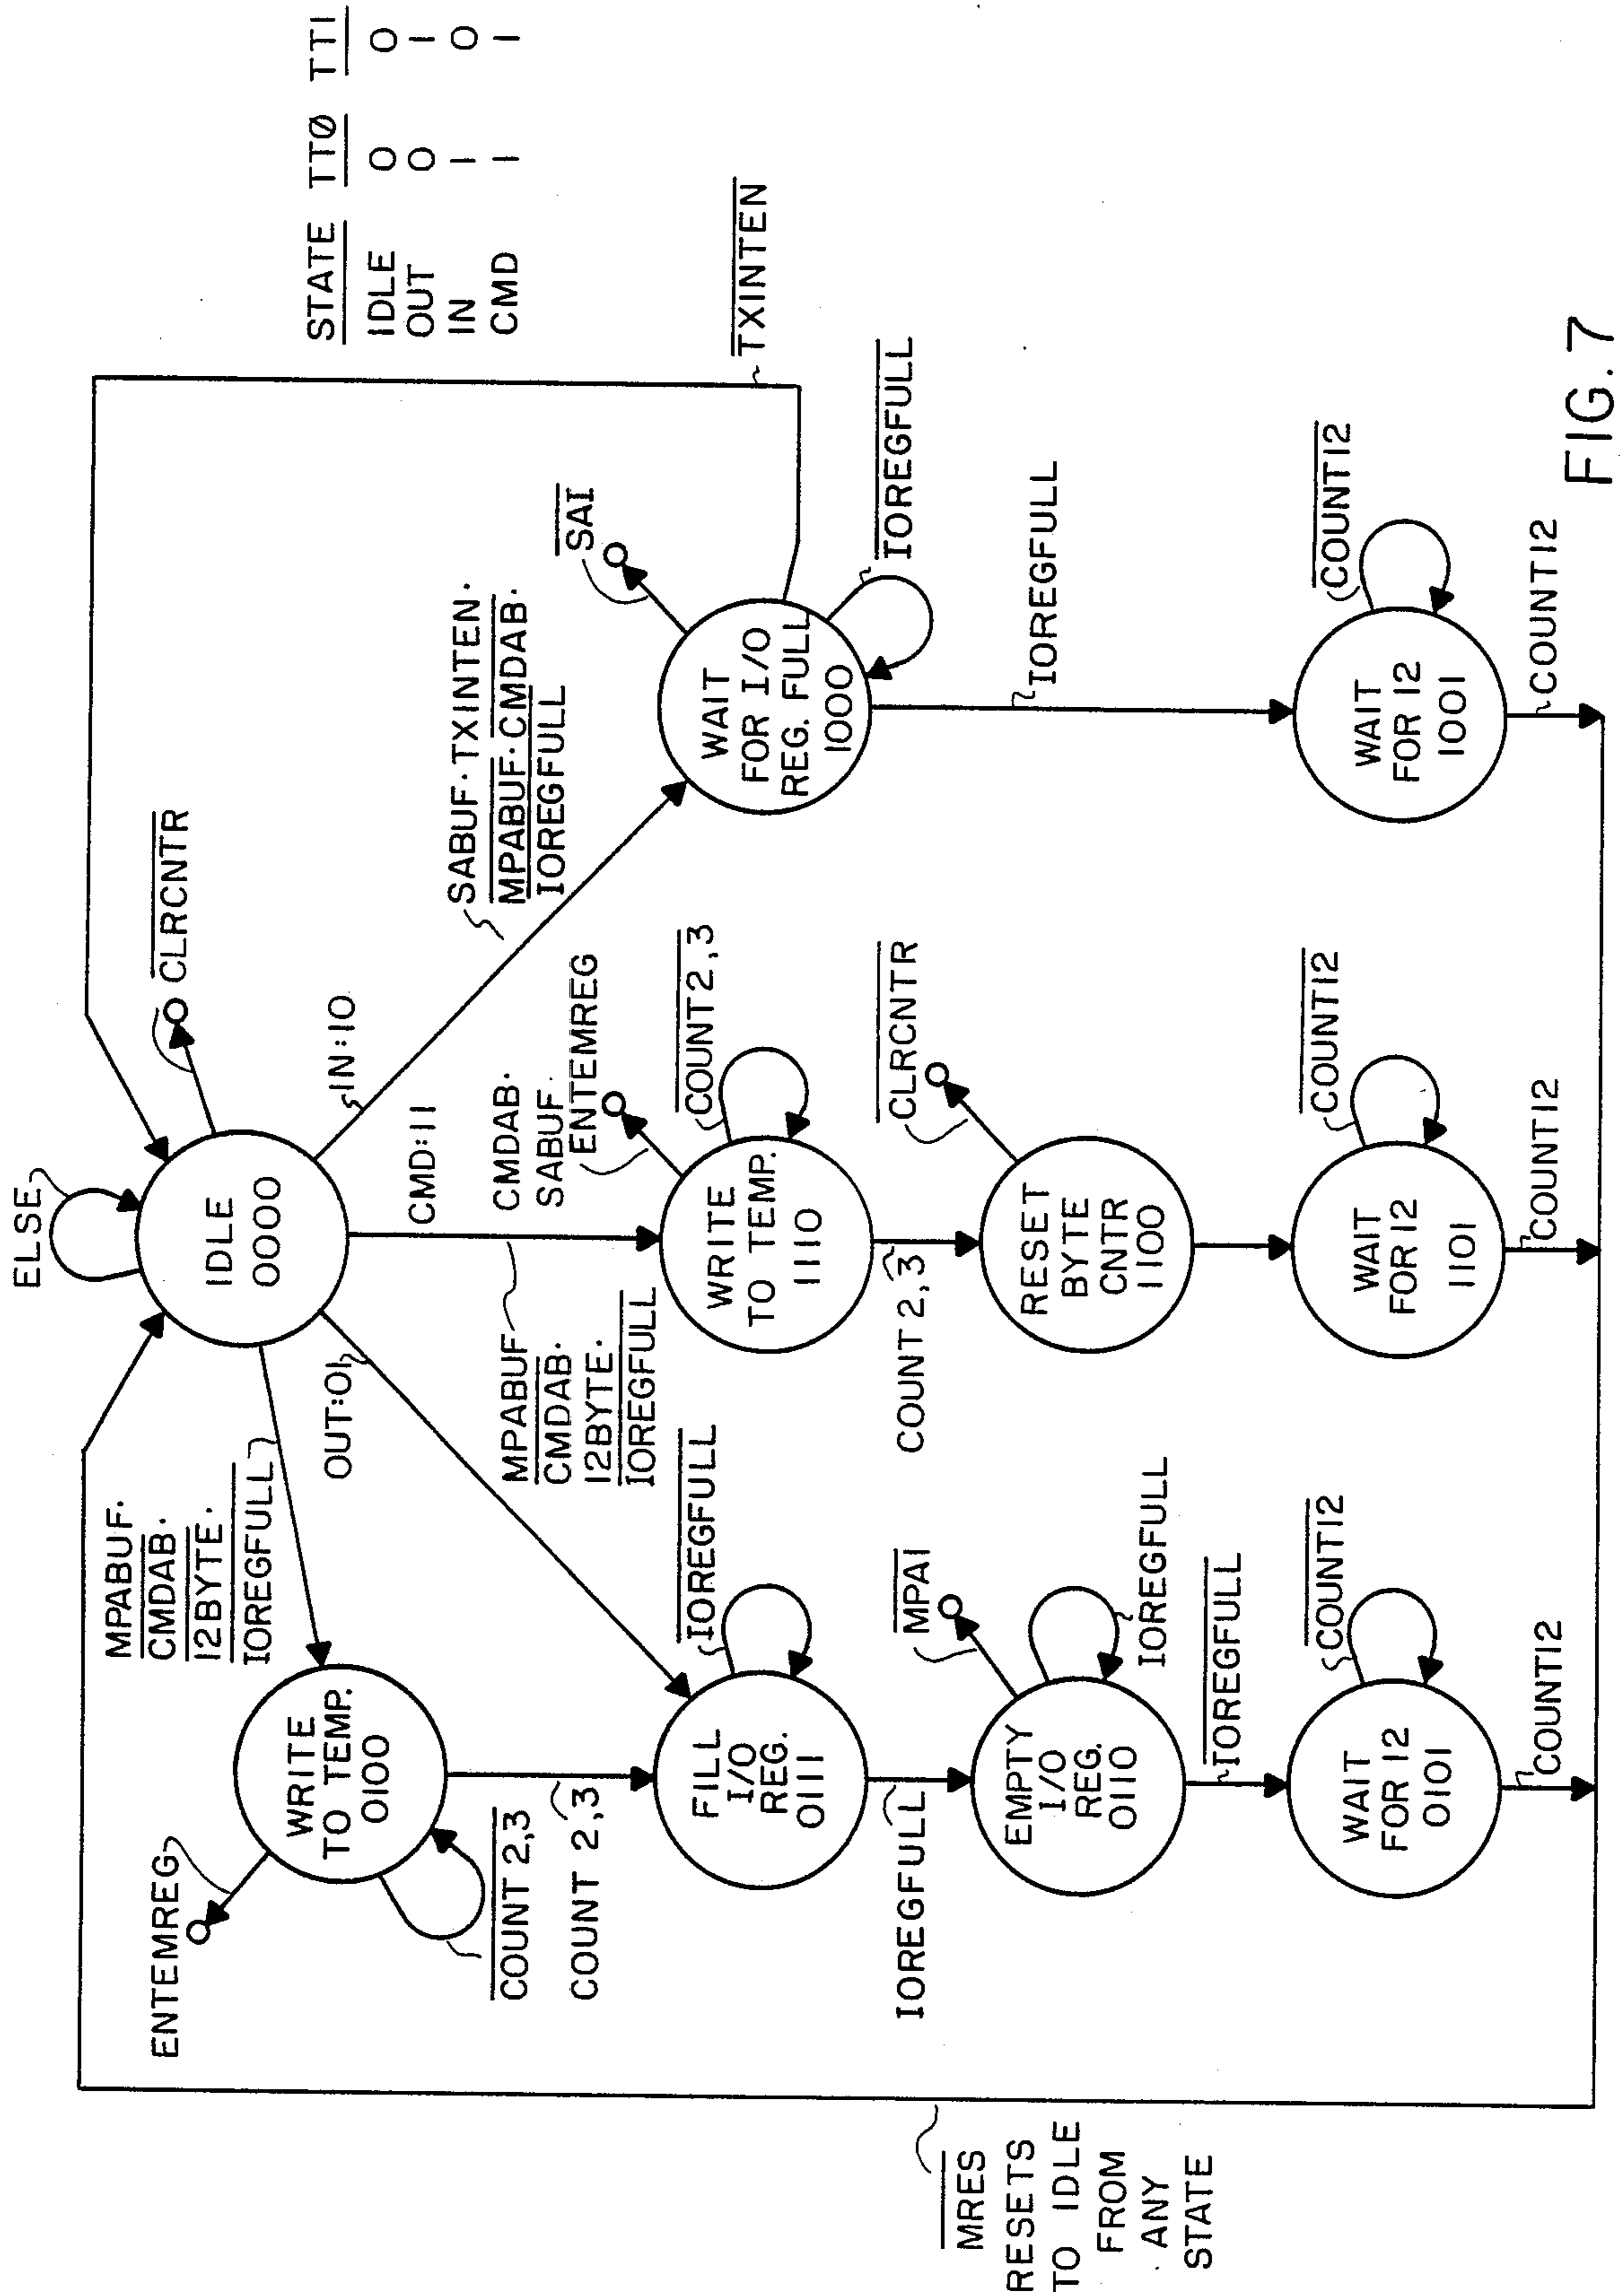 ELSE
IDLE
0000
CLRCNTR
STATE TTØ TT1
IDLE 0 0
OUT 0 1
IN 1 0
CMD 1 1
MPABUF·
CMDAB·
12BYTE·
IOREGFULL
OUT:01
CMD:11
IN:10
SABUF·TXINTEN·
MPABUF·CMDAB·
IOREGFULL
TXINTEN
ENTEMREG
WRITE
TO TEMP.
0100
COUNT 2,3
COUNT 2,3
MPABUF
CMDAB·
12BYTE·
IOREGFULL
CMDAB·
SABUF·
ENTEMREG
WRITE
TO TEMP.
1110
COUNT2,3
COUNT 2,3
SAI
WAIT
FOR I/O
REG. FULL
1000
IOREGFULL
IOREGFULL
FILL
I/O
REG.
0111
IOREGFULL
IOREGFULL
RESET
BYTE
CNTR
1100
CLRCNTR
EMPTY
I/O
REG.
0110
MPAI
IOREGFULL
IOREGFULL
WAIT
FOR 12
0101
COUNT12
COUNT12
WAIT
FOR 12
1101
COUNT12
COUNT12
WAIT
FOR 12
1001
COUNT12
COUNT12
MRES
RESETS
TO IDLE
FROM
ANY
STATE
FIG. 7